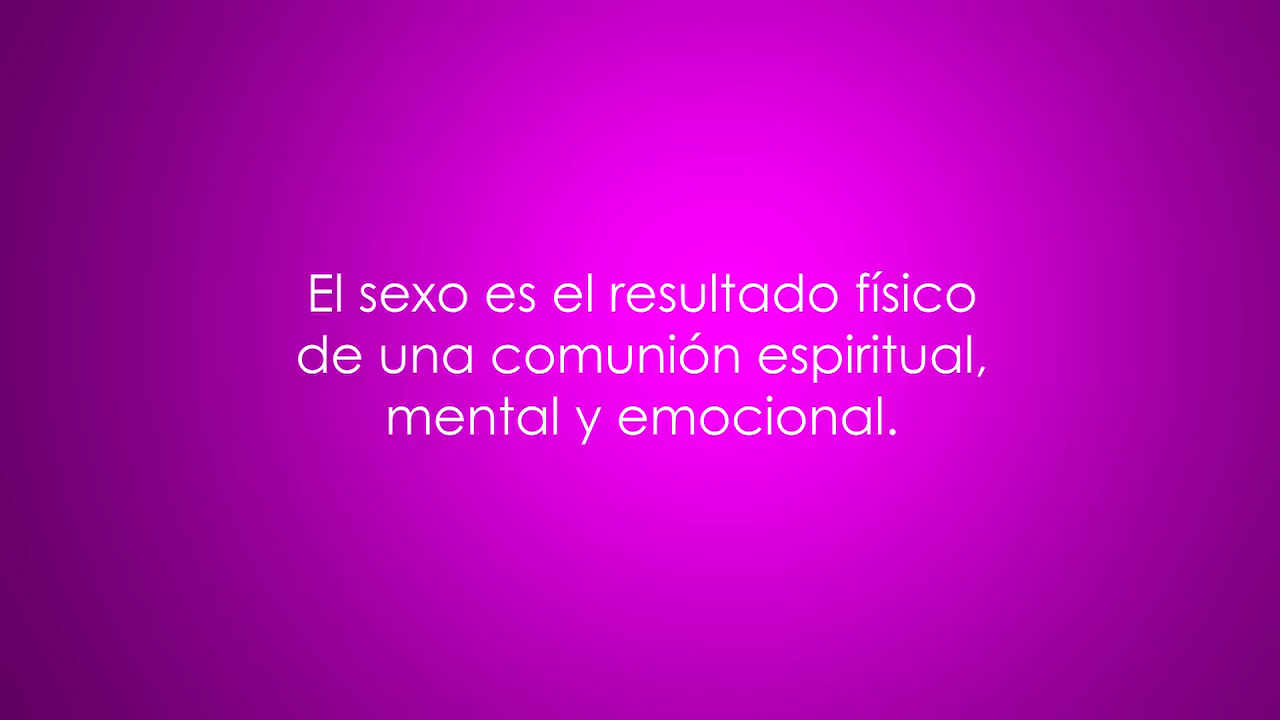 El sexo es el resultado físico
de una comunión espiritual,
mental y emocional.